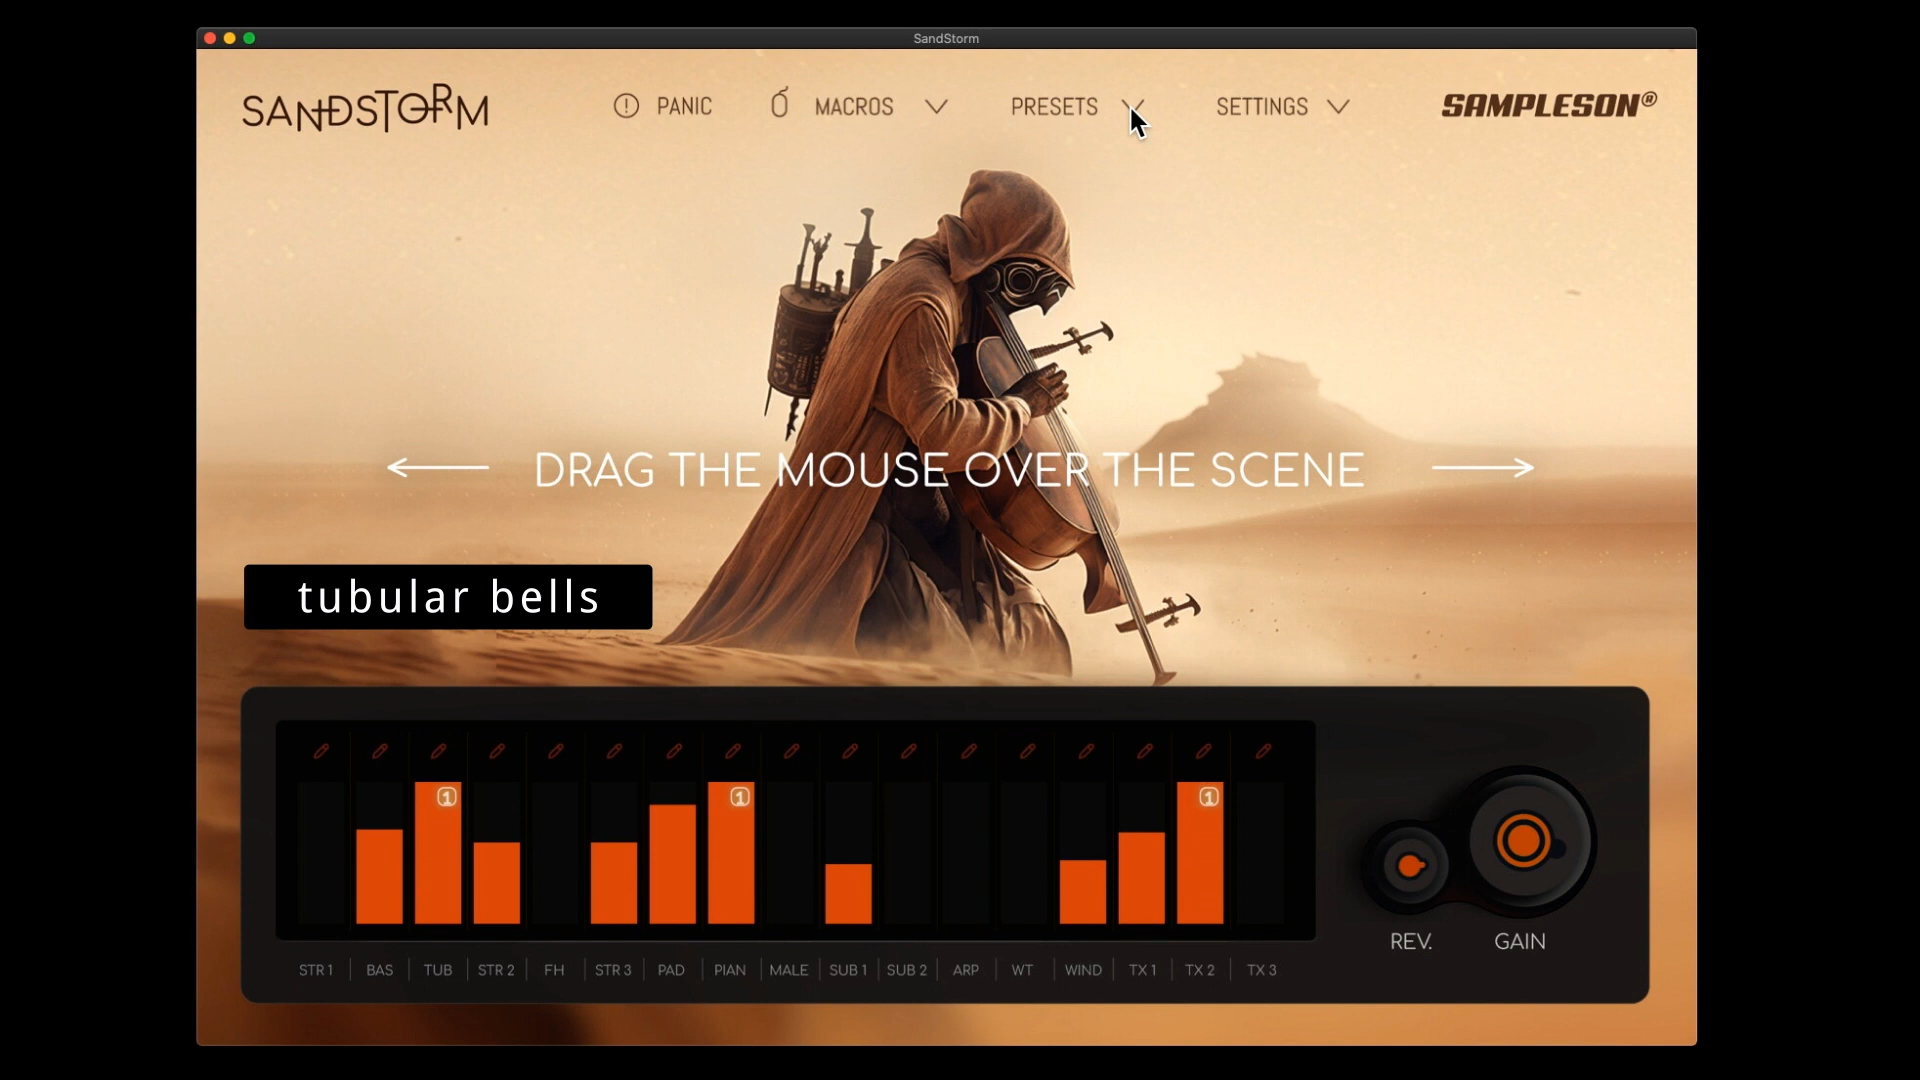 SandStorm
SANDSTORM
PANIC
MACROS
PRESETS
SETTINGS
SAMPLESON®
DRAG THE MOUSE OVER THE SCENE
tubular bells
1 1 1
STR 1 BAS TUB STR 2 FH STR 3 PAD PIAN MALE SUB 1 SUB 2 ARP WT WIND TX 1 TX 2 TX 3
REV. GAIN